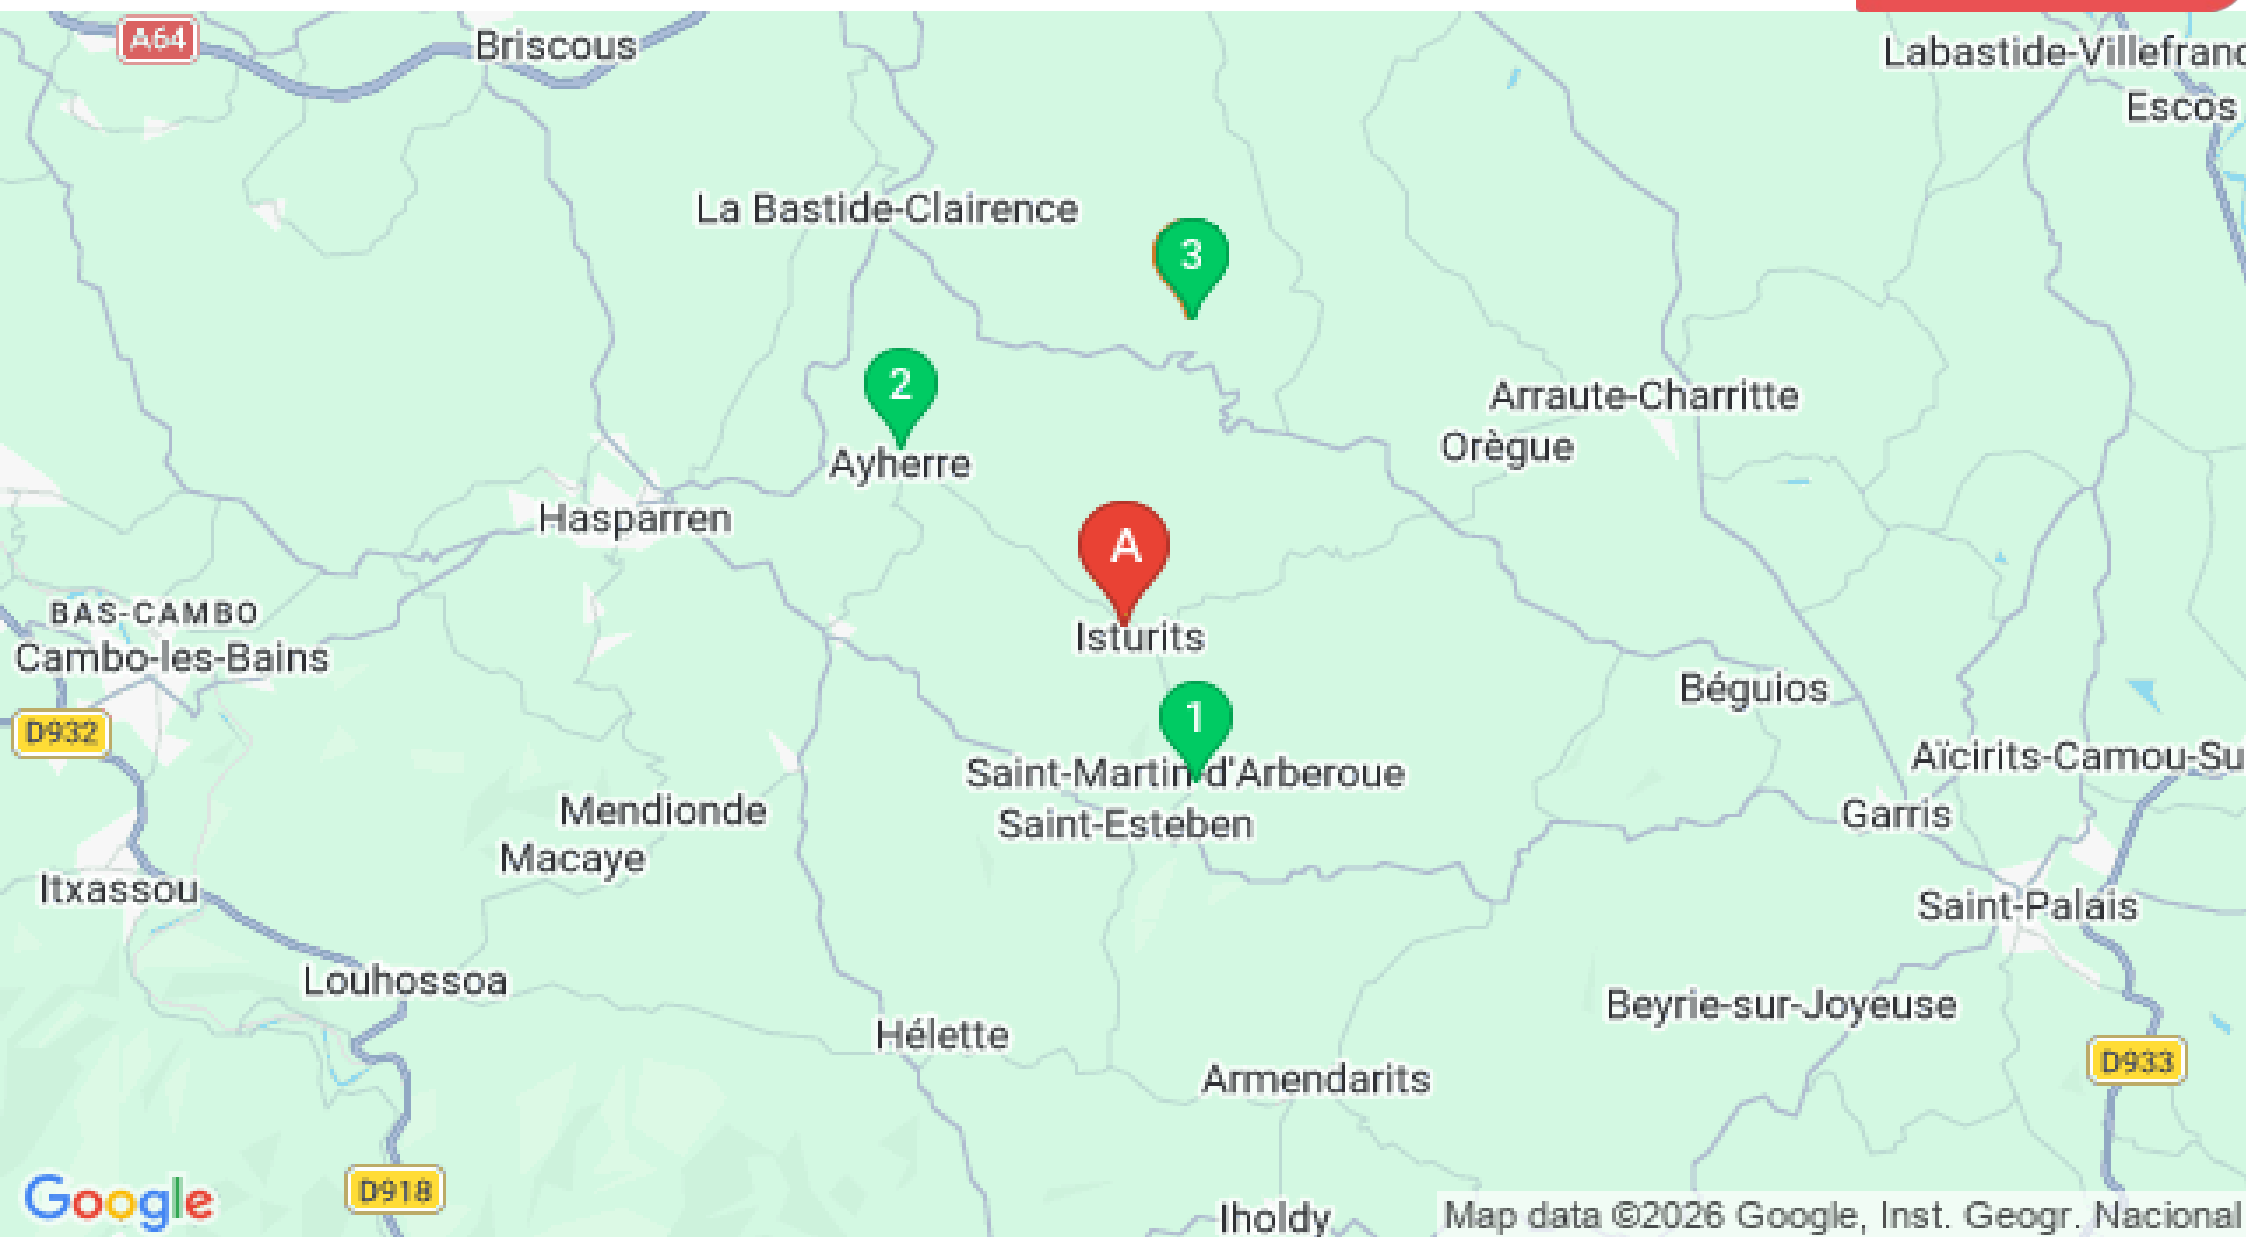 A64
Briscous
Labastide-Villefranc
Escos
La Bastide-Clairence
3
2
Arraute-Charritte
Orègue
Ayherre
Hasparren
A
BAS-CAMBO
Isturits
Cambo-les-Bains
Béguios
1
D932
Aïcirits-Camou-Su
Saint-Martin-d'Arberoue
Mendionde
Garris
Saint-Esteben
Macaye
Itxassou
Saint-Palais
Louhossoa
Beyrie-sur-Joyeuse
Hélette
D933
Armendarits
D918
Google
Iholdy
Map data ©2026 Google, Inst. Geogr. Nacional